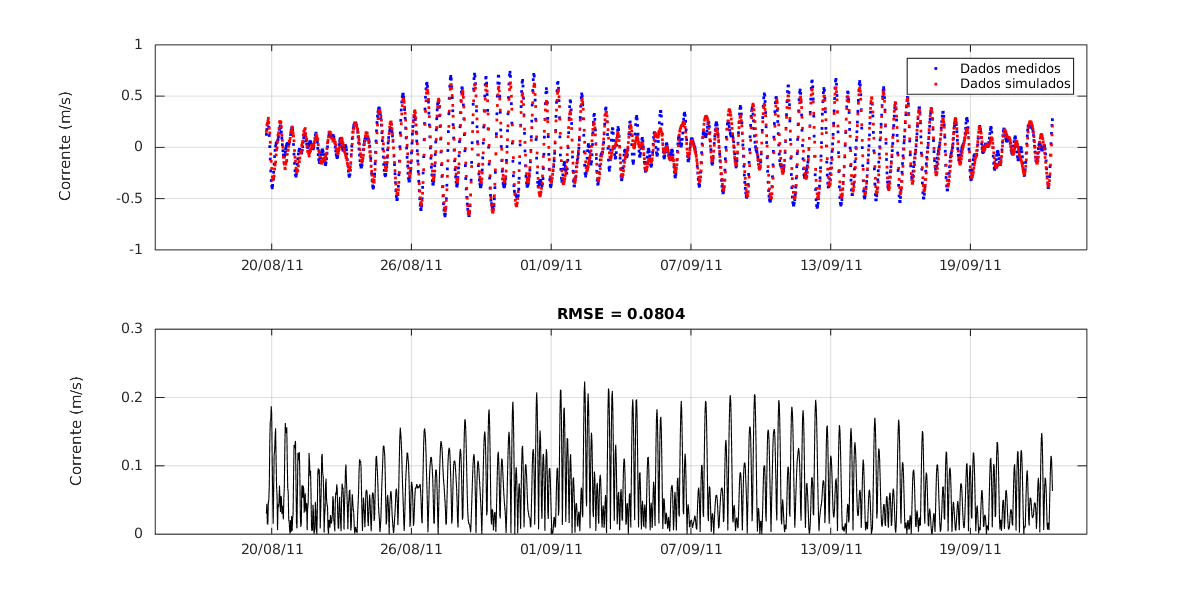 1
0.5
0
-0.5
-1
Corrente (m/s)
Dados medidos
Dados simulados
20/08/11 26/08/11 01/09/11 07/09/11 13/09/11 19/09/11
RMSE = 0.0804
0.3
0.2
0.1
0
Corrente (m/s)
20/08/11 26/08/11 01/09/11 07/09/11 13/09/11 19/09/11